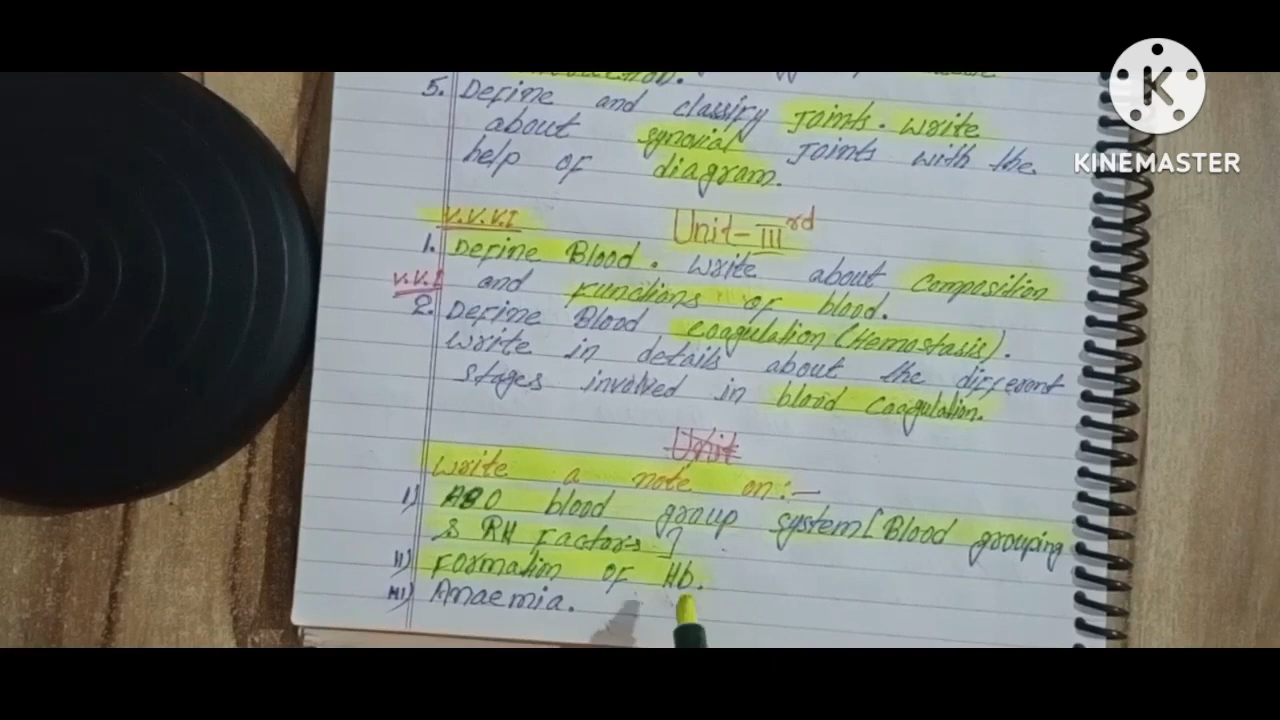 5. Define and classify Joints. Write
about synovial Joints with the
help of diagram.
V.V.V.I
Unit-III rd
1. Define Blood. Write about composition
and Functions of blood.
V.V.I
2. Define Blood coagulation (Hemostasis).
Write in details about the different
stages involved in blood coagulation.
Unit
Write a note on:-
I) ABO blood group system [Blood grouping
& RH Factors]
II) Formation of Hb.
III) Anaemia.
K
KINEMASTER